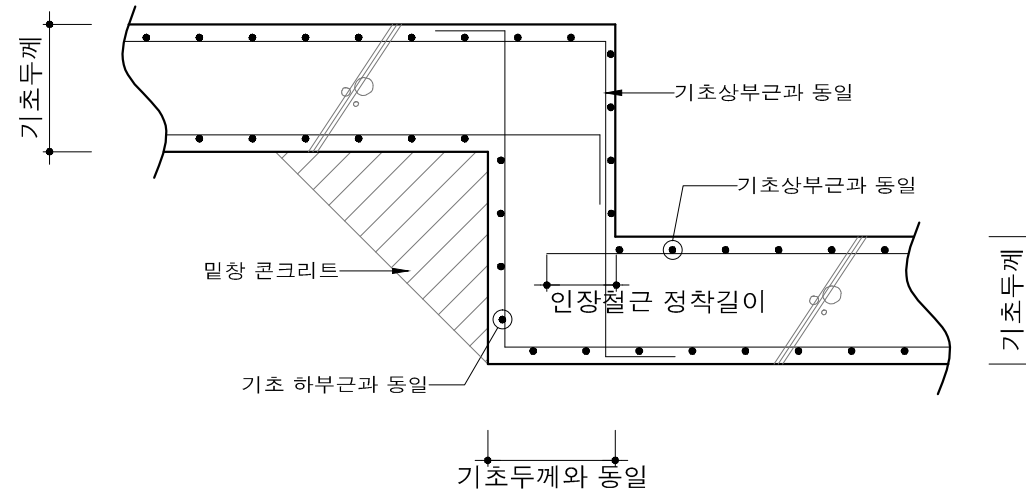 기초두께
기초상부근과 동일
기초상부근과 동일
밑창 콘크리트
인장철근 정착길이
기초두께
기초 하부근과 동일
기초두께와 동일